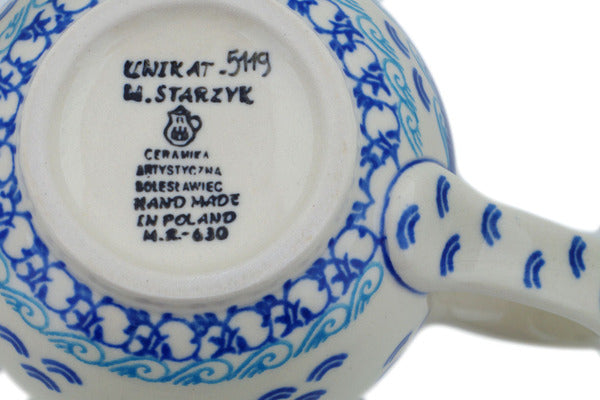 UNIKAT-5119
W.STARZYK
CERAMIKA
ARTYSTYCZNA
BOLESŁAWIEC
HAND MADE
IN POLAND
M.R-630